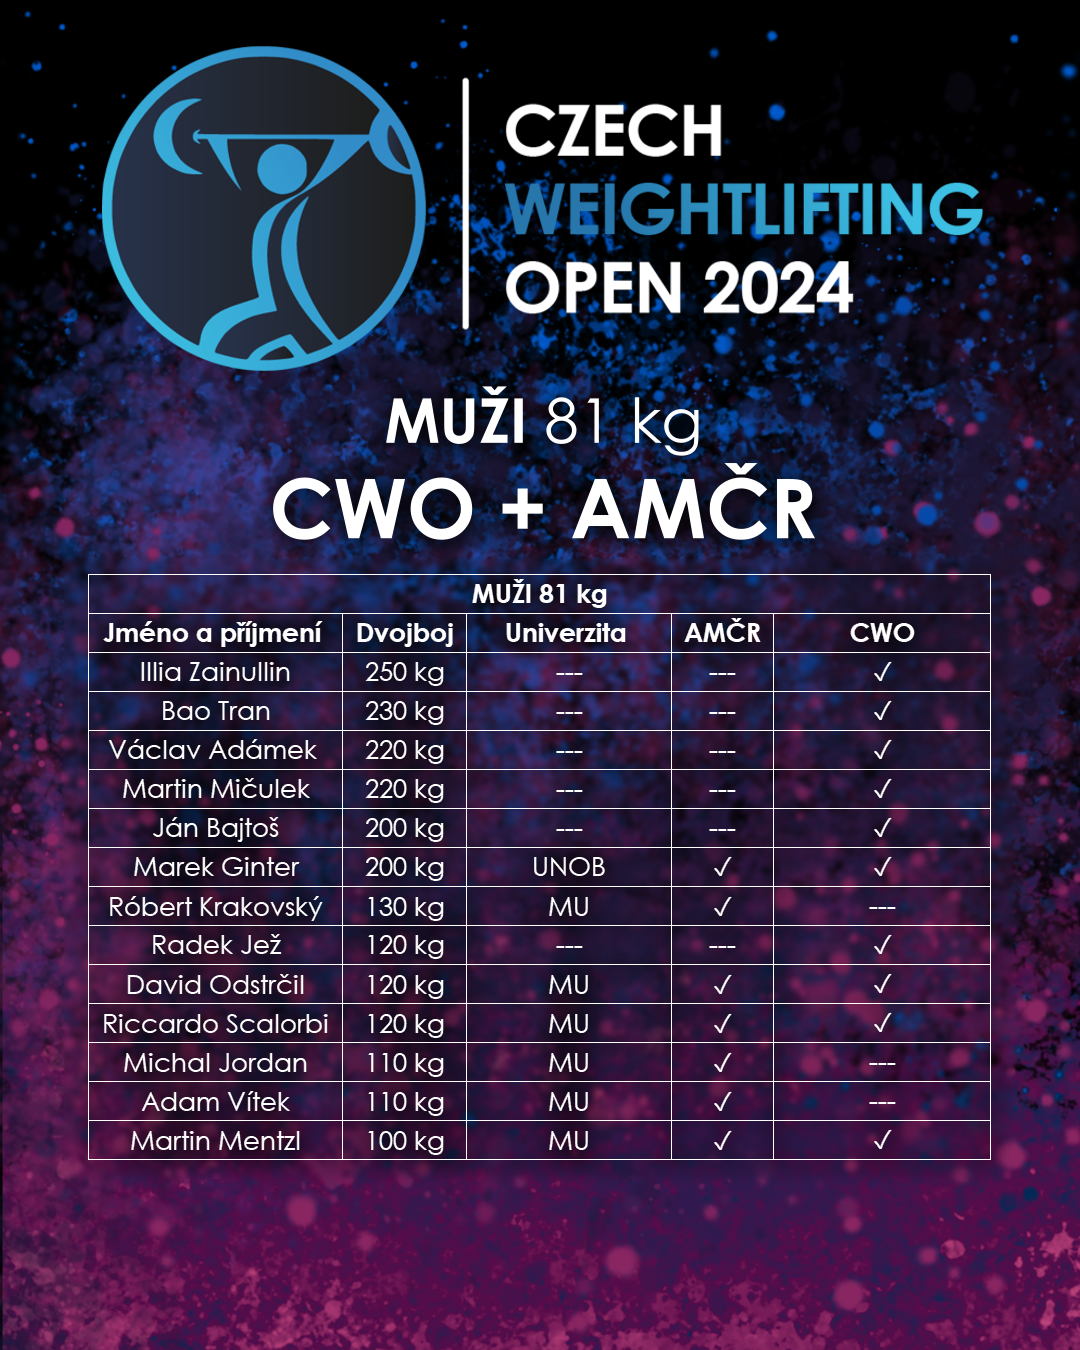 CZECH
WEIGHTLIFTING
OPEN 2024
MUŽI 81 kg
CWO + AMČR
MUŽI 81 kg
Jméno a příjmení Dvojboj Univerzita AMČR CWO
Illia Zainullin 250 kg --- --- ✓
Bao Tran 230 kg --- --- ✓
Václav Adámek 220 kg --- --- ✓
Martin Mičulek 220 kg --- --- ✓
Ján Bajtoš 200 kg --- --- ✓
Marek Ginter 200 kg UNOB ✓ ✓
Róbert Krakovský 130 kg MU ✓ ---
Radek Jež 120 kg --- --- ✓
David Odstrčil 120 kg MU ✓ ✓
Riccardo Scalorbi 120 kg MU ✓ ✓
Michal Jordan 110 kg MU ✓ ---
Adam Vítek 110 kg MU ✓ ---
Martin Mentzl 100 kg MU ✓ ✓